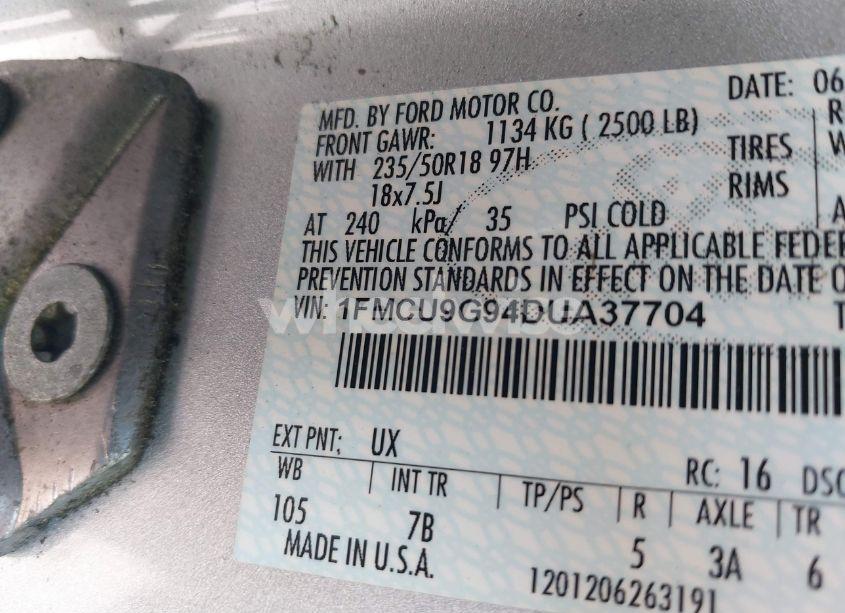 DATE: 06
MFD. BY FORD MOTOR CO.
FRONT GAWR: 1134 KG ( 2500 LB)
WITH 235/50R18 97H TIRES
18x7.5J RIMS
AT 240 kPa/ 35 PSI COLD
THIS VEHICLE CONFORMS TO ALL APPLICABLE FEDER
PREVENTION STANDARDS IN EFFECT ON THE DATE O
VIN: 1FMCU9G94DUA37704
EXT PNT: UX RC: 16 DSO
WB INT TR TP/PS R AXLE TR
105 7B 5 3A 6
MADE IN U.S.A.
1201206263191